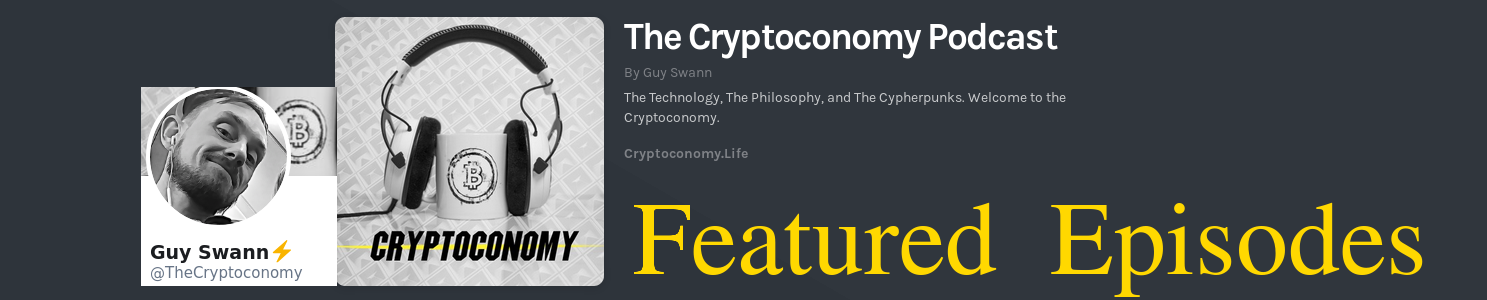 The Cryptoconomy Podcast
By Guy Swann
The Technology, The Philosophy, and The Cypherpunks. Welcome to the
Cryptoconomy.
Cryptoconomy.Life
CRYPTOCONOMY
Guy Swann⚡
@TheCryptoconomy
Featured Episodes